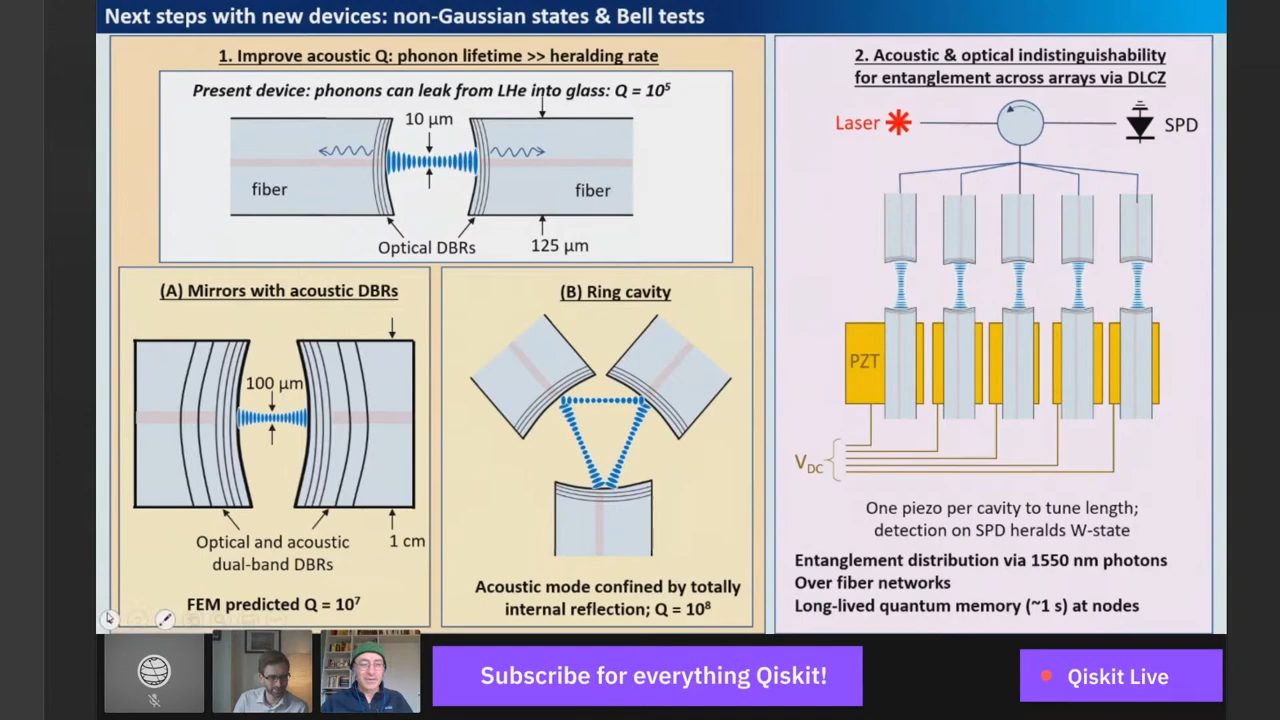 Next steps with new devices: non-Gaussian states & Bell tests
1. Improve acoustic Q: phonon lifetime >> heralding rate
Present device: phonons can leak from LHe into glass: Q = 10⁵
10 µm
fiber
fiber
Optical DBRs
125 µm
(A) Mirrors with acoustic DBRs
100 µm
Optical and acoustic
dual-band DBRs
1 cm
FEM predicted Q = 10⁷
(B) Ring cavity
Acoustic mode confined by totally
internal reflection; Q = 10⁸
2. Acoustic & optical indistinguishability
for entanglement across arrays via DLCZ
Laser
SPD
PZT
V_DC
One piezo per cavity to tune length;
detection on SPD heralds W-state
Entanglement distribution via 1550 nm photons
Over fiber networks
Long-lived quantum memory (~1 s) at nodes
Subscribe for everything Qiskit!
Qiskit Live